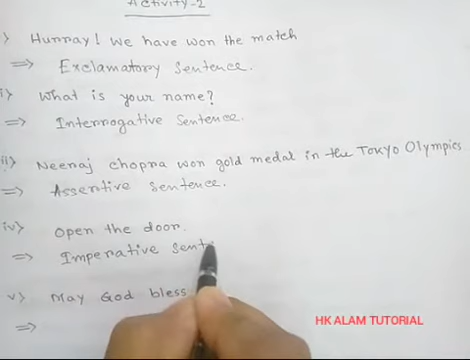 Activity-2
i) Hurray! We have won the match
=> Exclamatory Sentence.
i) What is your name?
=> Interrogative Sentence.
ii) Neeraj Chopra won gold medal in the Tokyo Olympics
=> Assertive Sentence.
iv) Open the door.
=> Imperative Sent
v) May God bless
=>
HK ALAM TUTORIAL